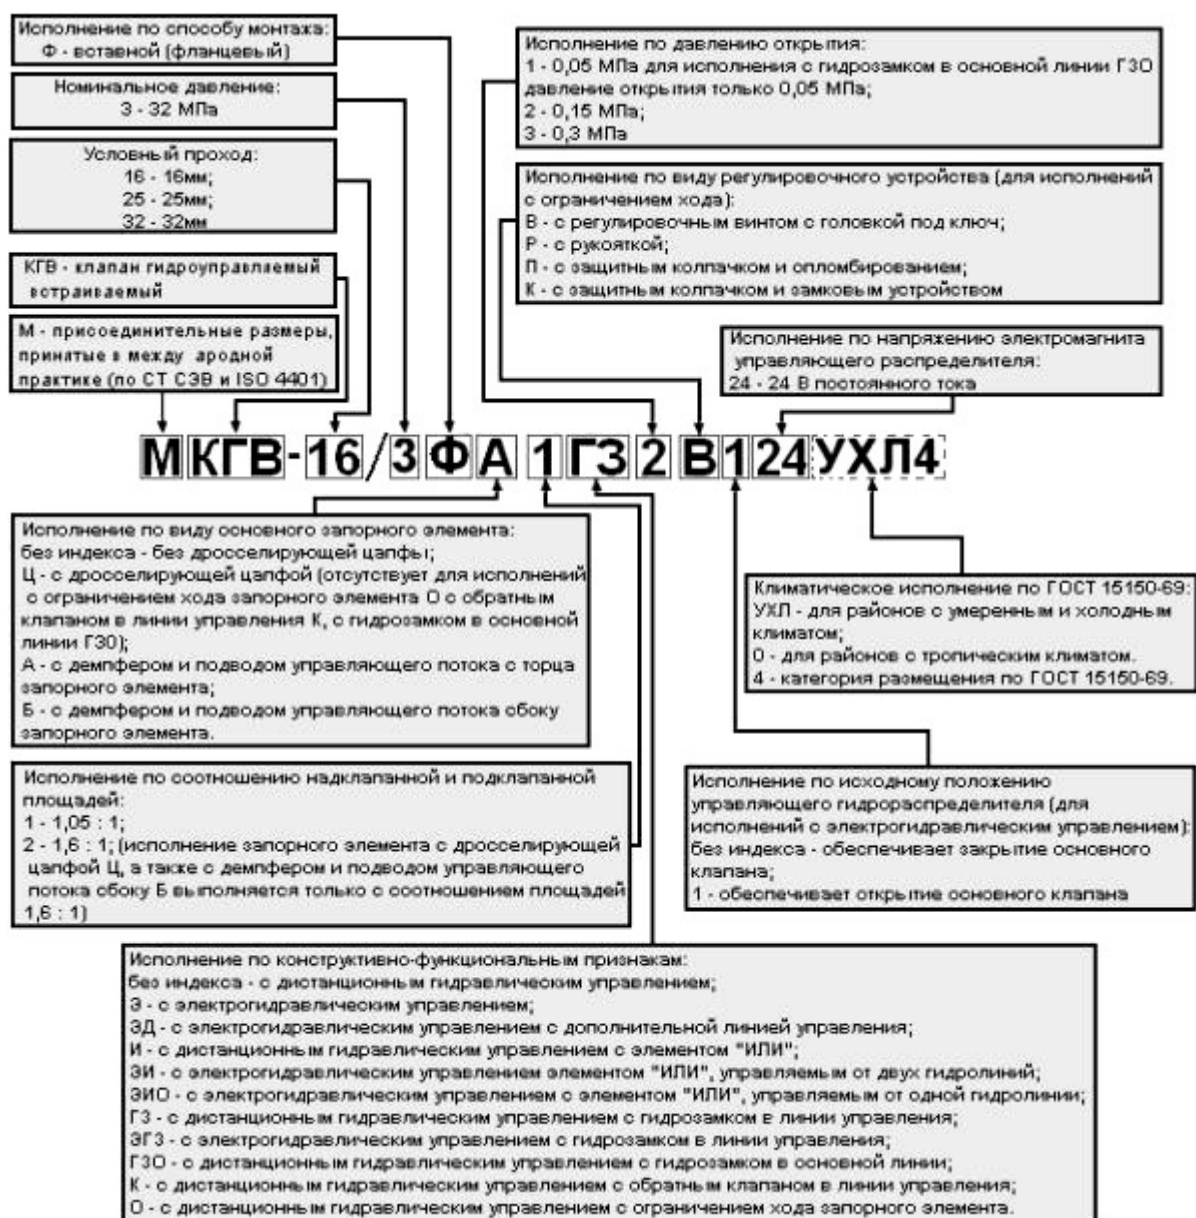 Исполнение по способу монтажа:
Ф - вставной (фланцевый)
Номинальное давление:
3 - 32 МПа
Условный проход:
16 - 16мм;
25 - 25мм;
32 - 32мм
КГВ - клапан гидроуправляемый
встраиваемый
М - присоединительные размеры,
принятые в между ародной
практике (по СТ СЭВ и ISO 4401)
Исполнение по давлению открытия:
1 - 0,05 МПа для исполнения с гидрозамком в основной линии ГЗО
давление открытия только 0,05 МПа;
2 - 0,15 МПа;
3 - 0,3 МПа
Исполнение по виду регулировочного устройства (для исполнений
с ограничением хода):
В - с регулировочным винтом с головкой под ключ;
Р - с рукояткой;
П - с защитным колпачком и опломбированием;
К - с защитным колпачком и замковым устройством
Исполнение по напряжению электромагнита
управляющего распределителя:
24 - 24 В постоянного тока
МКГВ-16/3ФА1ГЗ2В124УХЛ4
Исполнение по виду основного запорного элемента:
без индекса - без дросселирующей цапфы;
Ц - с дросселирующей цапфой (отсутствует для исполнений
с ограничением хода запорного элемента О с обратным
клапаном в линии управления К, с гидрозамком в основной
линии ГЗО);
А - с демпфером и подводом управляющего потока с торца
запорного элемента;
Б - с демпфером и подводом управляющего потока сбоку
запорного элемента.
Исполнение по соотношению надклапанной и подклапанной
площадей:
1 - 1,05 : 1;
2 - 1,6 : 1; (исполнение запорного элемента с дросселирующей
цапфой Ц, а также с демпфером и подводом управляющего
потока сбоку Б выполняется только с соотношением площадей
1,6 : 1)
Климатическое исполнение по ГОСТ 15150-69:
УХЛ - для районов с умеренным и холодным
климатом;
О - для районов с тропическим климатом.
4 - категория размещения по ГОСТ 15150-69.
Исполнение по исходному положению
управляющего гидрораспределителя (для
исполнений с электрогидравлическим управлением):
без индекса - обеспечивает закрытие основного
клапана;
1 - обеспечивает открытие основного клапана
Исполнение по конструктивно-функциональным признакам:
без индекса - с дистанционным гидравлическим управлением;
Э - с электрогидравлическим управлением;
ЭД - с электрогидравлическим управлением с дополнительной линией управления;
И - с дистанционным гидравлическим управлением с элементом "ИЛИ";
ЭИ - с электрогидравлическим управлением элементом "ИЛИ", управляемым от двух гидролиний;
ЭИО - с электрогидравлическим управлением с элементом "ИЛИ", управляемым от одной гидролинии;
ГЗ - с дистанционным гидравлическим управлением с гидрозамком в линии управления;
ЭГЗ - с электрогидравлическим управлением с гидрозамком в линии управления;
ГЗО - с дистанционным гидравлическим управлением с гидрозамком в основной линии;
К - с дистанционным гидравлическим управлением с обратным клапаном в линии управления;
О - с дистанционным гидравлическим управлением с ограничением хода запорного элемента.